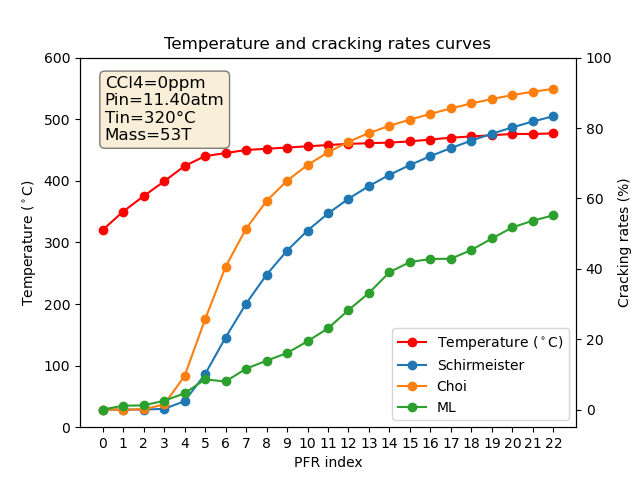 Temperature and cracking rates curves
CCl4=0ppm
Pin=11.40atm
Tin=320°C
Mass=53T
600
500
400
300
200
100
0
Temperature (°C)
100
80
60
40
20
0
Cracking rates (%)
Temperature (°C)
Schirmeister
Choi
ML
0 1 2 3 4 5 6 7 8 9 10 11 12 13 14 15 16 17 18 19 20 21 22
PFR index